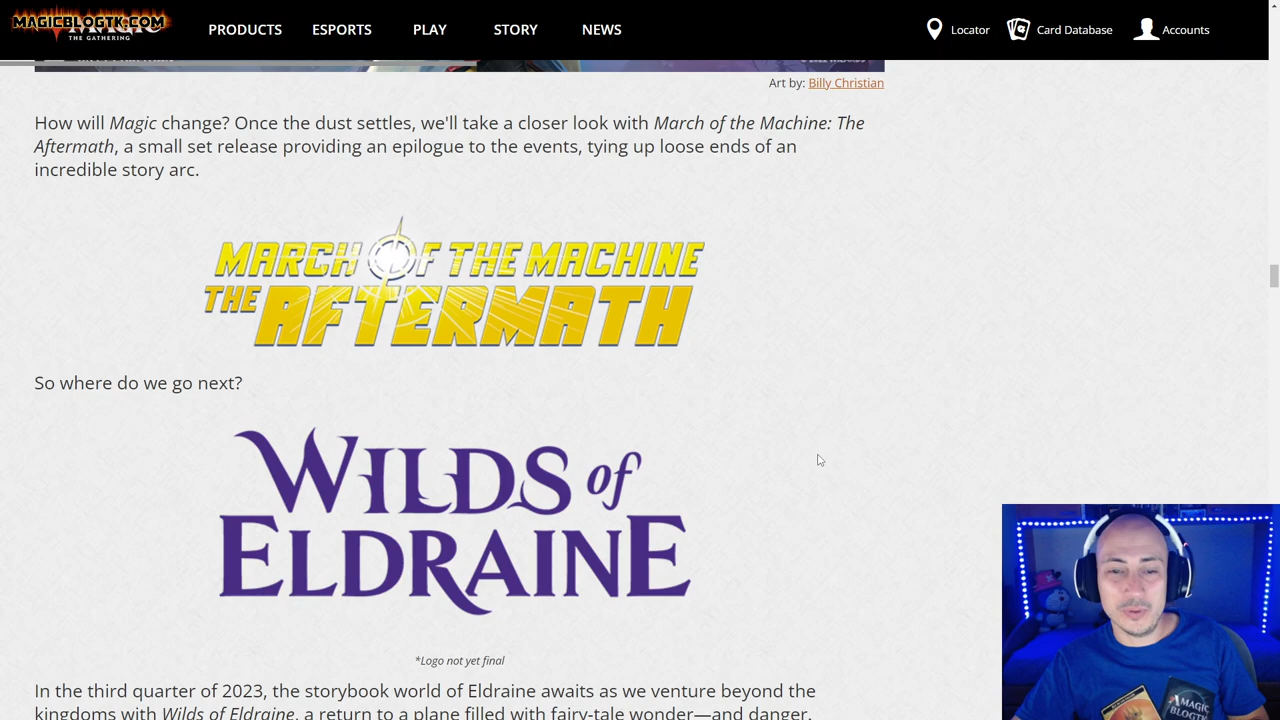 MAGICBLOGTK.COM
THE GATHERING
PRODUCTS
ESPORTS
PLAY
STORY
NEWS
Locator
Card Database
Accounts
Art by: Billy Christian
How will Magic change? Once the dust settles, we'll take a closer look with March of the Machine: The
Aftermath, a small set release providing an epilogue to the events, tying up loose ends of an
incredible story arc.
MARCH OF THE MACHINE
THE AFTERMATH
So where do we go next?
WILDS of
ELDRAINE
*Logo not yet final
In the third quarter of 2023, the storybook world of Eldraine awaits as we venture beyond the
kingdoms with Wilds of Eldraine, a return to a plane filled with fairy-tale wonder—and danger.
MAGIC
BLOGTK